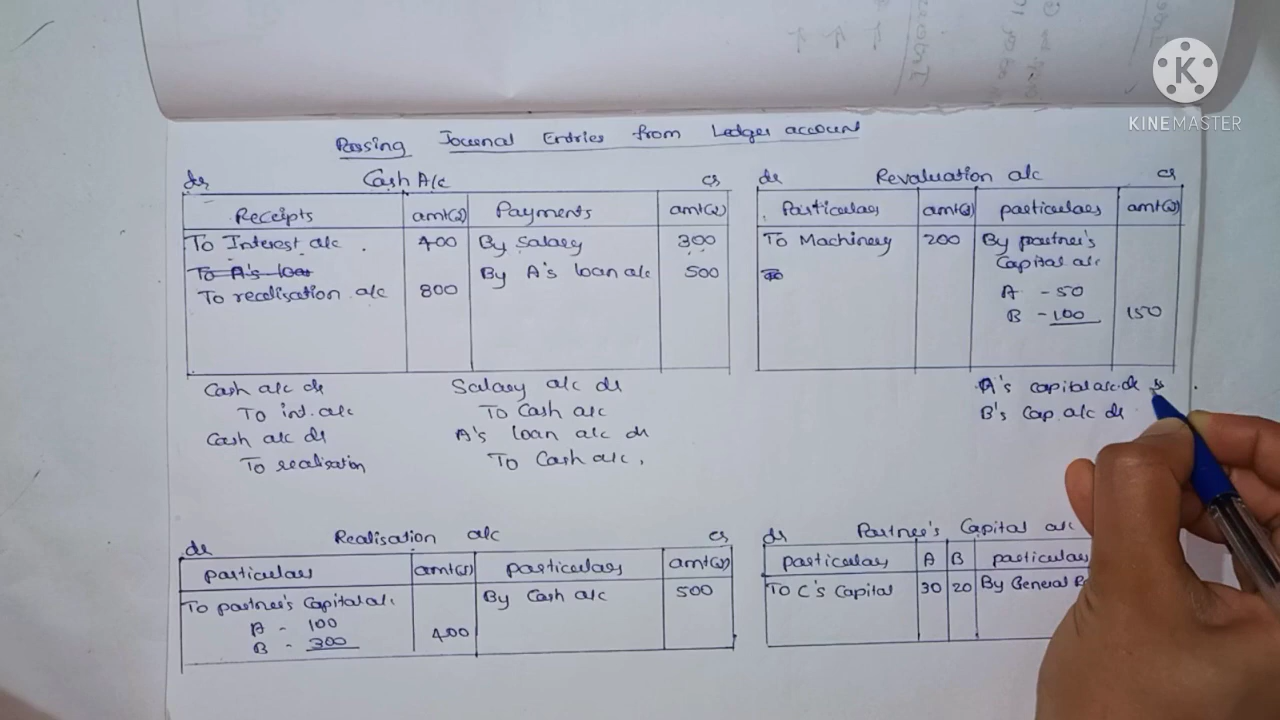 KINEMASTER
Passing Journal Entries from Ledger account
dr Cash A/c cr
Receipts amt(₹) Payments amt(₹)
To Interest a/c 400 By Salary 300
To A's loan By A's loan a/c 500
To realisation a/c 800
Cash a/c dr Salary a/c dr
To int. a/c To Cash a/c
Cash a/c dr A's loan a/c dr
To realisation To Cash a/c.
dr Revaluation a/c cr
Particulars amt(₹) particulars amt(₹)
To Machinery 200 By partner's
To Capital a/c
A - 50
B - 100 150
A's capital a/c dr
B's Cap a/c dr
dr Realisation a/c cr
particulars amt(₹) particulars amt(₹)
To partner's Capital a/c By Cash a/c 500
A - 100
B - 300 400
dr Partner's Capital a/c
particulars A B particulars
To C's Capital 30 20 By General